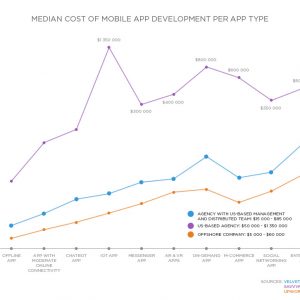 MEDIAN COST OF MOBILE APP DEVELOPMENT PER APP TYPE
$1 350 000
$800 000
$600 000
$400 000
$300 000
$350 000
AGENCY WITH US-BASED MANAGEMENT
AND DISTRIBUTED TEAM: $15 000 - $85 000
US-BASED AGENCY: $50 000 - $1 350 000
OFFSHORE COMPANY: $5 000 - $60 000
OFFLINE
APP
APP WITH
MODERATE
ONLINE
CONNECTIVITY
CHATBOT
APP
IOT APP
MESSENGER
APP
AR & VR
APPS
ON-DEMAND
APP
M-COMMERCE
APP
SOCIAL
NETWORKING
APP
SOURCES: